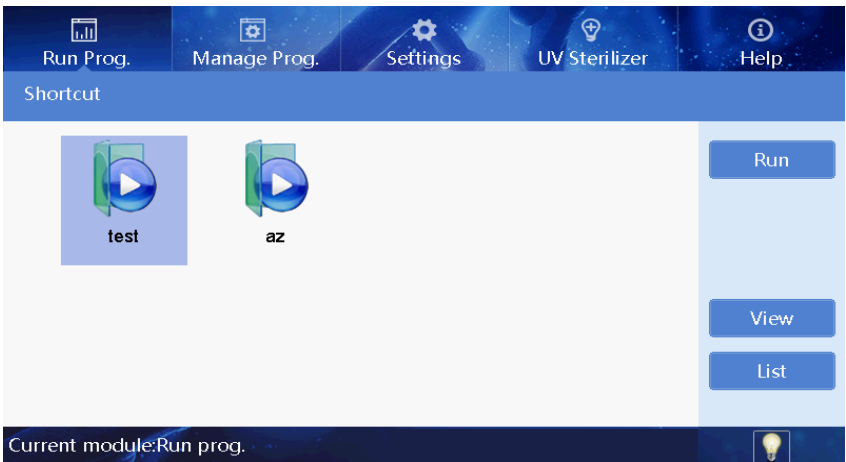 Run Prog. Manage Prog. Settings UV Sterilizer Help
Shortcut
test az
Run
View
List
Current module:Run prog.